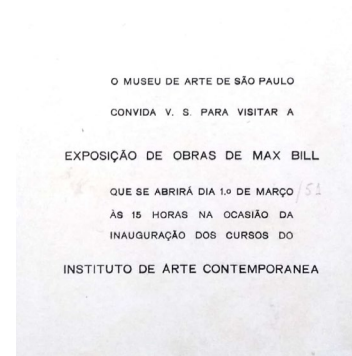 O MUSEU DE ARTE DE SÃO PAULO
CONVIDA V. S. PARA VISITAR A
EXPOSIÇÃO DE OBRAS DE MAX BILL
QUE SE ABRIRÁ DIA 1.o DE MARÇO /51
ÀS 15 HORAS NA OCASIÃO DA
INAUGURAÇÃO DOS CURSOS DO
INSTITUTO DE ARTE CONTEMPORANEA